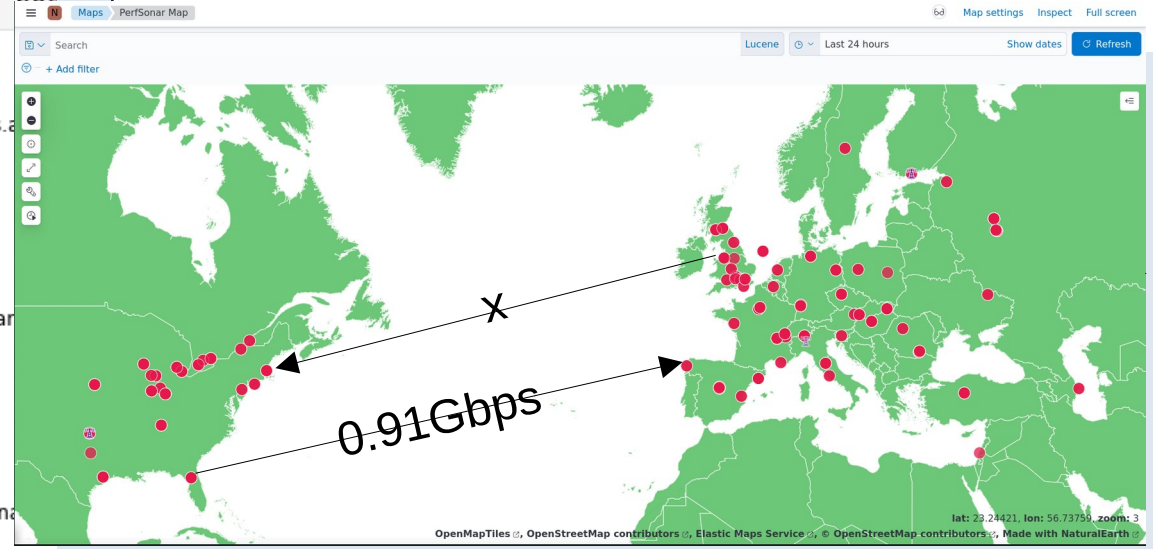 N Maps PerfSonar Map Map settings Inspect Full screen
Search Lucene Last 24 hours Show dates Refresh
+ Add filter
X
0.91Gbps
lat: 23.24421, lon: 56.73759, zoom: 3
OpenMapTiles, OpenStreetMap contributors, Elastic Maps Service, © OpenStreetMap contributors, Made with NaturalEarth